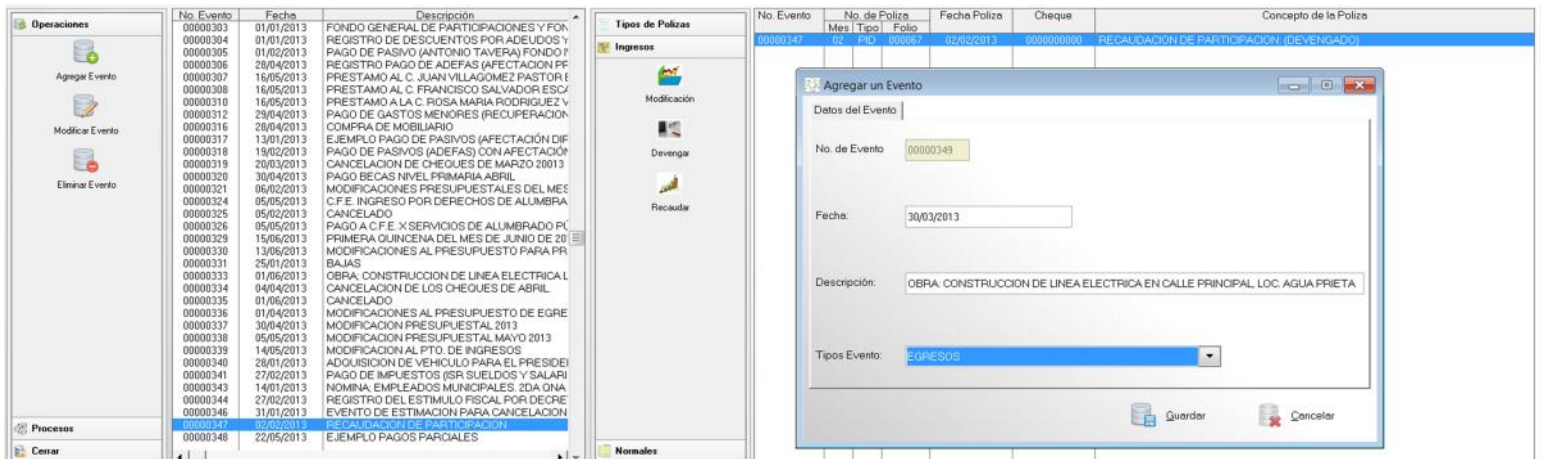 Operaciones
Agregar Evento
Modificar Evento
Eliminar Evento
Procesos
Cerrar
No. Evento Fecha Descripción
00000303 01/01/2013 FONDO GENERAL DE PARTICIPACIONES Y FON
00000304 01/01/2013 REGISTRO DE DESCUENTOS POR ADEUDOS Y
00000305 01/02/2013 PAGO DE PASIVO (ANTONIO TAVERA) FONDO
00000306 28/04/2013 REGISTRO PAGO DE ADEFAS (AFECTACION PR
00000307 16/05/2013 PRESTAMO AL C. JUAN VILLAGOMEZ PASTOR
00000308 16/05/2013 PRESTAMO AL C. FRANCISCO SALVADOR ESCA
00000310 16/05/2013 PRESTAMO A LA C. ROSA MARIA RODRIGUEZ V
00000312 29/04/2013 PAGO DE GASTOS MENORES (RECUPERACION
00000316 28/04/2013 COMPRA DE MOBILIARIO
00000317 13/01/2013 EJEMPLO PAGO DE PASIVOS (AFECTACIÓN DIF
00000318 19/02/2013 PAGO DE PASIVOS (ADEFAS) CON AFECTACIÓN
00000319 20/03/2013 CANCELACION DE CHEQUES DE MARZO 20013
00000320 30/04/2013 PAGO BECAS NIVEL PRIMARIA ABRIL
00000321 06/02/2013 MODIFICACIONES PRESUPUESTALES DEL MES
00000324 05/05/2013 C.F.E. INGRESO POR DERECHOS DE ALUMBRA
00000325 05/02/2013 CANCELADO
00000326 05/05/2013 PAGO A C.F.E. X SERVICIOS DE ALUMBRADO PÚ
00000329 15/06/2013 PRIMERA QUINCENA DEL MES DE JUNIO DE 20
00000330 13/06/2013 MODIFICACIONES AL PRESUPUESTO PARA PR
00000331 25/01/2013 BAJAS
00000333 01/06/2013 OBRA; CONSTRUCCION DE LINEA ELECTRICA L
00000334 04/04/2013 CANCELACION DE LOS CHEQUES DE ABRIL.
00000335 01/06/2013 CANCELADO
00000336 01/04/2013 MODIFICACIONES AL PRESUPUESTO DE EGRE
00000337 30/04/2013 MODIFICACION PRESUPUESTAL 2013
00000338 05/05/2013 MODIFICACION PRESUPUESTAL MAYO 2013
00000339 14/05/2013 MODIFICACION AL PTO. DE INGRESOS
00000340 28/01/2013 ADQUISICION DE VEHICULO PARA EL PRESIDE
00000341 27/02/2013 PAGO DE IMPUESTOS (ISR SUELDOS Y SALARI
00000343 14/01/2013 NOMINA; EMPLEADOS MUNICIPALES. 2DA QNA
00000344 27/02/2013 REGISTRO DEL ESTIMULO FISCAL POR DECRE
00000346 31/01/2013 EVENTO DE ESTIMACION PARA CANCELACION
00000347 02/02/2013 RECAUDACION DE PARTICIPACION
00000348 22/05/2013 EJEMPLO PAGOS PARCIALES
Tipos de Polizas
Ingresos
Modificación
Devengar
Recaudar
Normales
No. Evento No. de Poliza Fecha Poliza Cheque Concepto de la Poliza
Mes Tipo Folio
00000347 02 PID 000067 02/02/2013 0000000000 RECAUDACION DE PARTICIPACION: (DEVENGADO)
Agregar un Evento
Datos del Evento
No. de Evento 00000349
Fecha: 30/03/2013
Descripción: OBRA: CONSTRUCCION DE LINEA ELECTRICA EN CALLE PRINCIPAL, LOC. AGUA PRIETA
Tipos Evento: EGRESOS
Guardar Cancelar